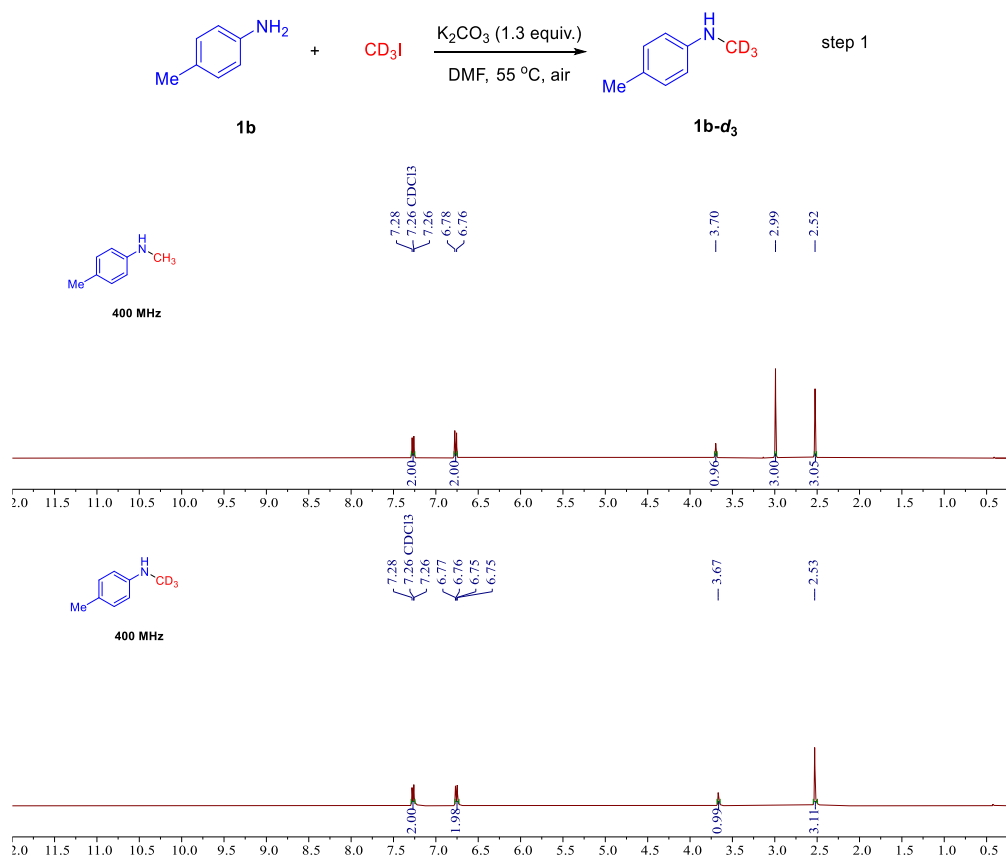 NH2
+
CD3I
K2CO3 (1.3 equiv.)
DMF, 55 oC, air
Me
1b
H
N
CD3
Me
1b-d3
step 1
7.28
7.26 CDCl3
7.26
6.78
6.76
3.70
2.99
2.52
H
N
CH3
Me
400 MHz
2.00
2.00
0.96
3.00
3.05
2.0 11.5 11.0 10.5 10.0 9.5 9.0 8.5 8.0 7.5 7.0 6.5 6.0 5.5 5.0 4.5 4.0 3.5 3.0 2.5 2.0 1.5 1.0 0.5
7.28
7.26 CDCl3
7.26
6.77
6.76
6.75
6.75
3.67
2.53
H
N
CD3
Me
400 MHz
2.00
1.98
0.99
3.11
2.0 11.5 11.0 10.5 10.0 9.5 9.0 8.5 8.0 7.5 7.0 6.5 6.0 5.5 5.0 4.5 4.0 3.5 3.0 2.5 2.0 1.5 1.0 0.5